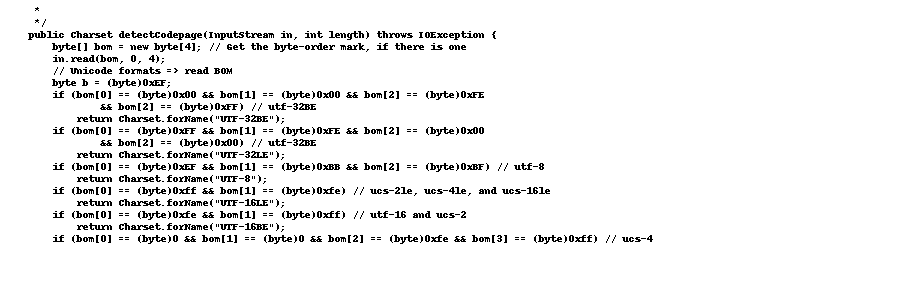 *
*/
public Charset detectCodepage(InputStream in, int length) throws IOException {
byte[] bom = new byte[4]; // Get the byte-order mark, if there is one
in.read(bom, 0, 4);
// Unicode formats => read BOM
byte b = (byte)0xEF;
if (bom[0] == (byte)0x00 && bom[1] == (byte)0x00 && bom[2] == (byte)0xFE
&& bom[2] == (byte)0xFF) // utf-32BE
return Charset.forName("UTF-32BE");
if (bom[0] == (byte)0xFF && bom[1] == (byte)0xFE && bom[2] == (byte)0x00
&& bom[2] == (byte)0x00) // utf-32BE
return Charset.forName("UTF-32LE");
if (bom[0] == (byte)0xEF && bom[1] == (byte)0xBB && bom[2] == (byte)0xBF) // utf-8
return Charset.forName("UTF-8");
if (bom[0] == (byte)0xff && bom[1] == (byte)0xfe) // ucs-2le, ucs-4le, and ucs-16le
return Charset.forName("UTF-16LE");
if (bom[0] == (byte)0xfe && bom[1] == (byte)0xff) // utf-16 and ucs-2
return Charset.forName("UTF-16BE");
if (bom[0] == (byte)0 && bom[1] == (byte)0 && bom[2] == (byte)0xfe && bom[3] == (byte)0xff) // ucs-4